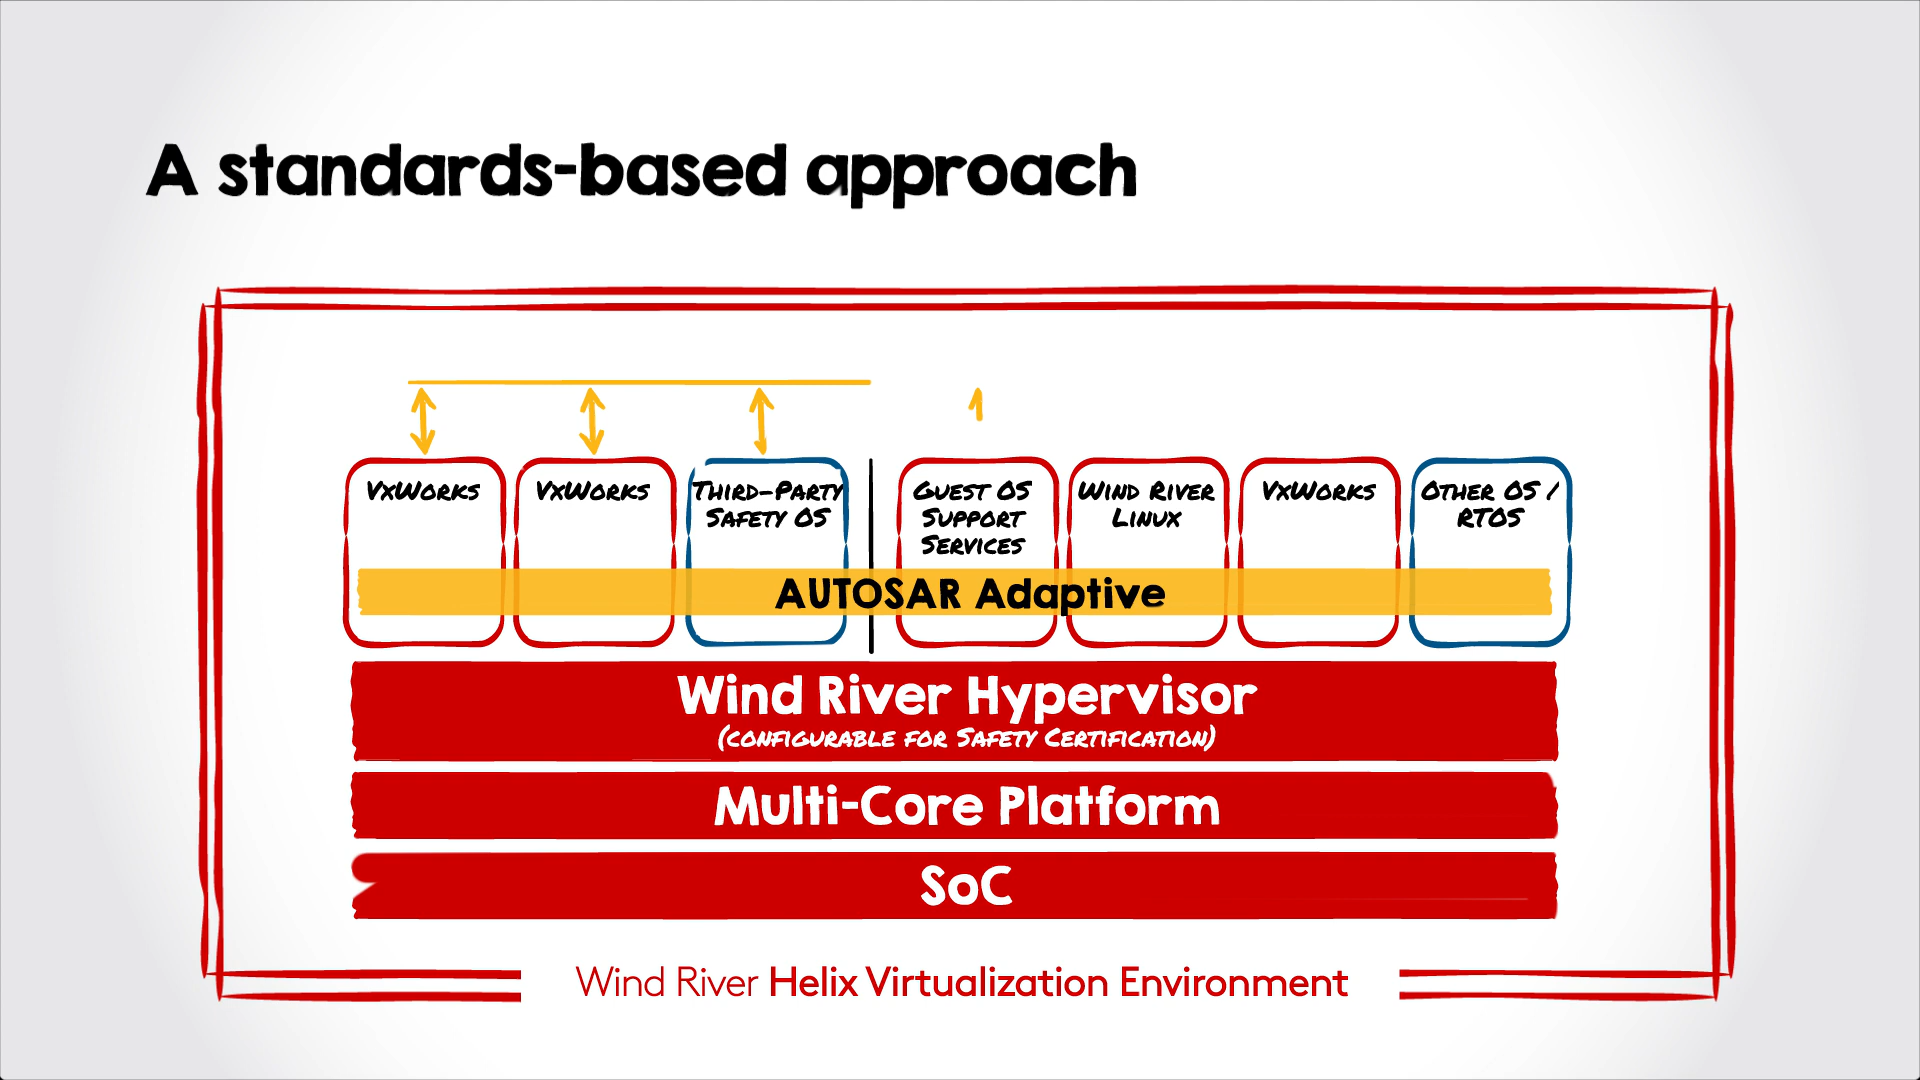 A standards-based approach
VxWorks
VxWorks
Third-Party
Safety OS
Guest OS
Support
Services
Wind River
Linux
VxWorks
Other OS /
RTOS
AUTOSAR Adaptive
Wind River Hypervisor
(configurable for Safety Certification)
Multi-Core Platform
SoC
Wind River Helix Virtualization Environment